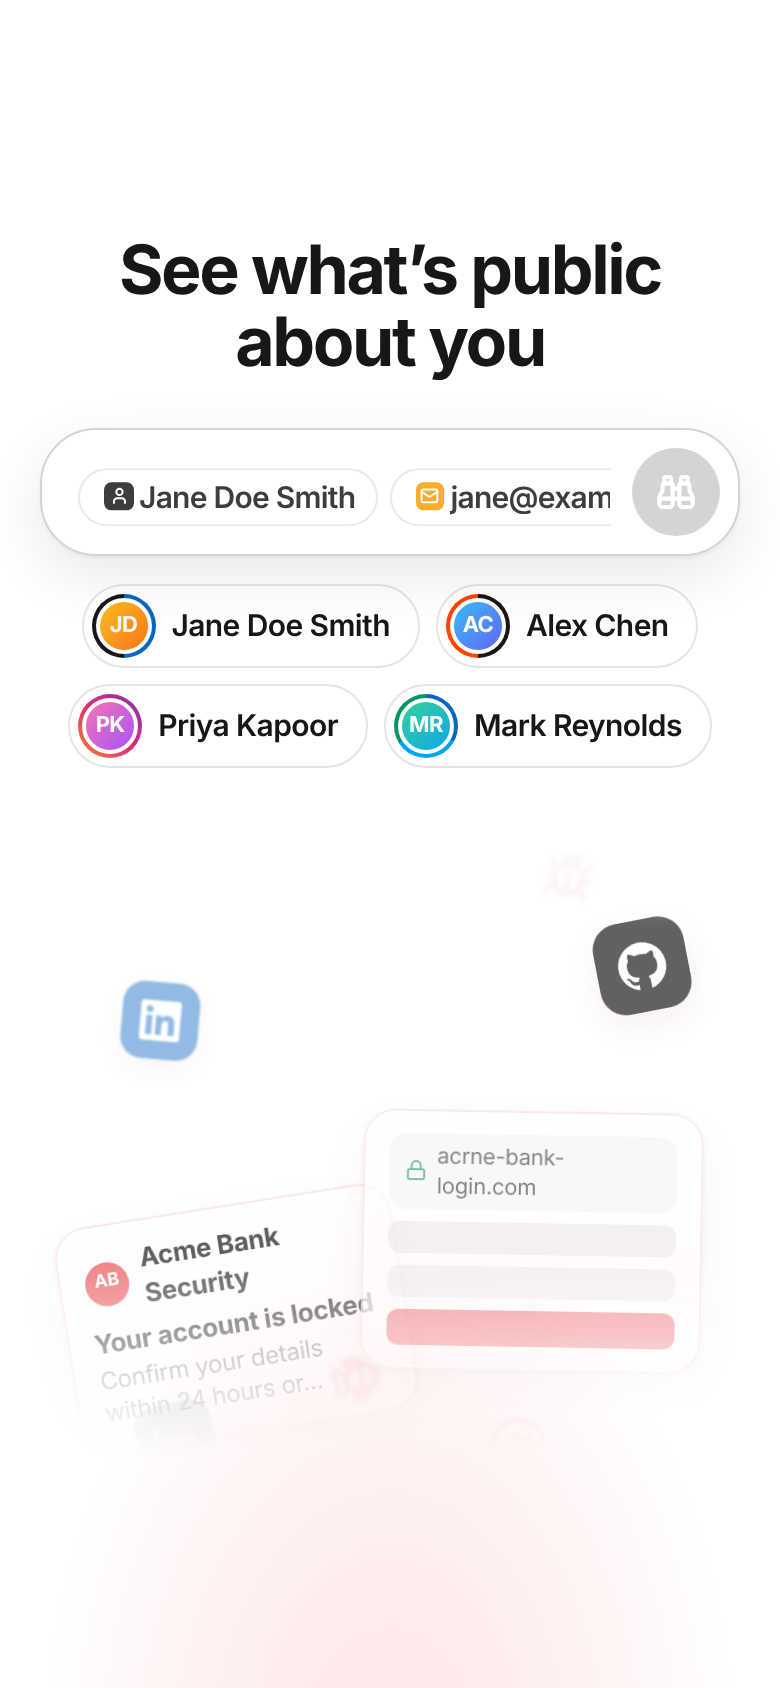 See what’s public
about you
Jane Doe Smith
jane@exam
JD Jane Doe Smith
AC Alex Chen
PK Priya Kapoor
MR Mark Reynolds
in
acrne-bank-
login.com
AB
Acme Bank
Security
Your account is locked
Confirm your details
within 24 hours or...